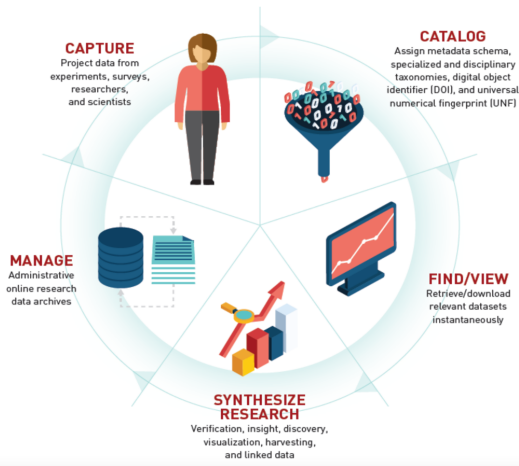 CAPTURE
Project data from
experiments, surveys,
researchers,
and scientists
CATALOG
Assign metadata schema,
specialized and disciplinary
taxonomies, digital object
identifier (DOI), and universal
numerical fingerprint (UNF)
FIND/VIEW
Retrieve/download
relevant datasets
instantaneously
SYNTHESIZE
RESEARCH
Verification, insight, discovery,
visualization, harvesting,
and linked data
MANAGE
Administrative
online research
data archives